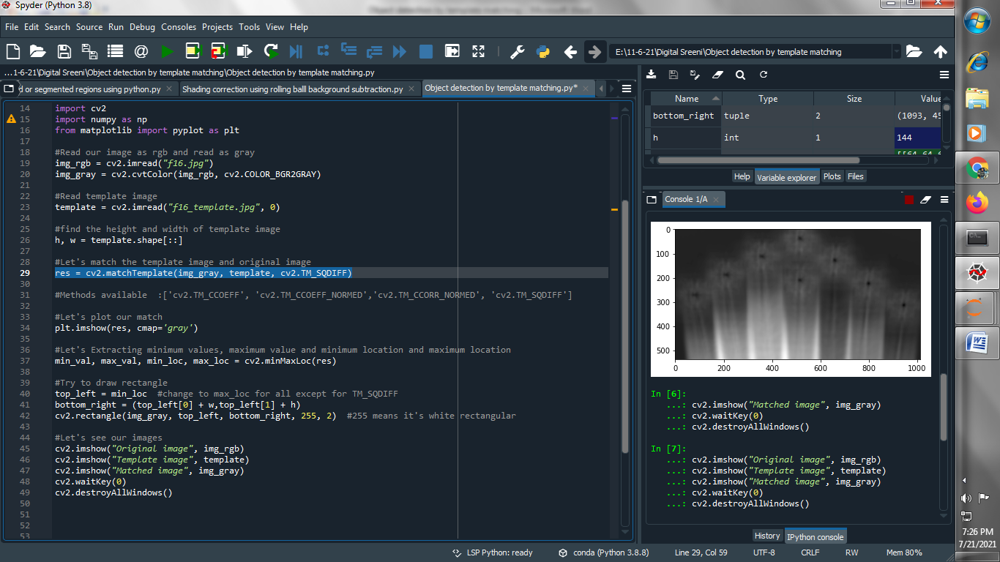 Spyder (Python 3.8)
File Edit Search Source Run Debug Consoles Projects Tools View Help
E:\11-6-21\Digital Sreeni\Object detection by template matching
...1-6-21\Digital Sreeni\Object detection by template matching\Object detection by template matching.py
d or segmented regions using python.py
Shading correction using rolling balll background subtraction.py
Object detection by template matching.py*
14 import cv2
15 import numpy as np
16 from matplotlib import pyplot as plt
17
18 #Read our image as rgb and read as gray
19 img_rgb = cv2.imread("f16.jpg")
20 img_gray = cv2.cvtColor(img_rgb, cv2.COLOR_BGR2GRAY)
21
22 #Read template image
23 template = cv2.imread("f16_template.jpg", 0)
24
25 #find the height and width of template image
26 h, w = template.shape[::]
27
28 #Let's match the template image and original image
29 res = cv2.matchTemplate(img_gray, template, cv2.TM_SQDIFF)
30
31 #Methods available  :['cv2.TM_CCOEFF', 'cv2.TM_CCOEFF_NORMED','cv2.TM_CCORR_NORMED', 'cv2.TM_SQDIFF']
32
33 #Let's plot our match
34 plt.imshow(res, cmap='gray')
35
36 #Let's Extracting minimum values, maximum value and minimum location and maximum location
37 min_val, max_val, min_loc, max_loc = cv2.minMaxLoc(res)
38
39 #Try to draw rectangle
40 top_left = min_loc  #change to max_loc for all except for TM_SQDIFF
41 bottom_right = (top_left[0] + w,top_left[1] + h)
42 cv2.rectangle(img_gray, top_left, bottom_right, 255, 2)  #255 means it's white rectangular
43
44 #Let's see our images
45 cv2.imshow("Original image", img_rgb)
46 cv2.imshow("Template image", template)
47 cv2.imshow("Matched image", img_gray)
48 cv2.waitKey(0)
49 cv2.destroyAllWindows()
50
51
52
53
Name Type Size Value
bottom_right tuple 2 (1093, 45
h int 1 144
Help Variable explorer Plots Files
Console 1/A
0
100
200
300
400
500
0 200 400 600 800 1000
In [6]:
...: cv2.imshow("Matched image", img_gray)
...: cv2.waitKey(0)
...: cv2.destroyAllWindows()
In [7]:
...: cv2.imshow("Original image", img_rgb)
...: cv2.imshow("Template image", template)
...: cv2.imshow("Matched image", img_gray)
...: cv2.waitKey(0)
...: cv2.destroyAllWindows()
History IPython console
LSP Python: ready conda (Python 3.8.8) Line 29, Col 59 UTF-8 CRLF RW Mem 80%
7:26 PM
7/21/2021